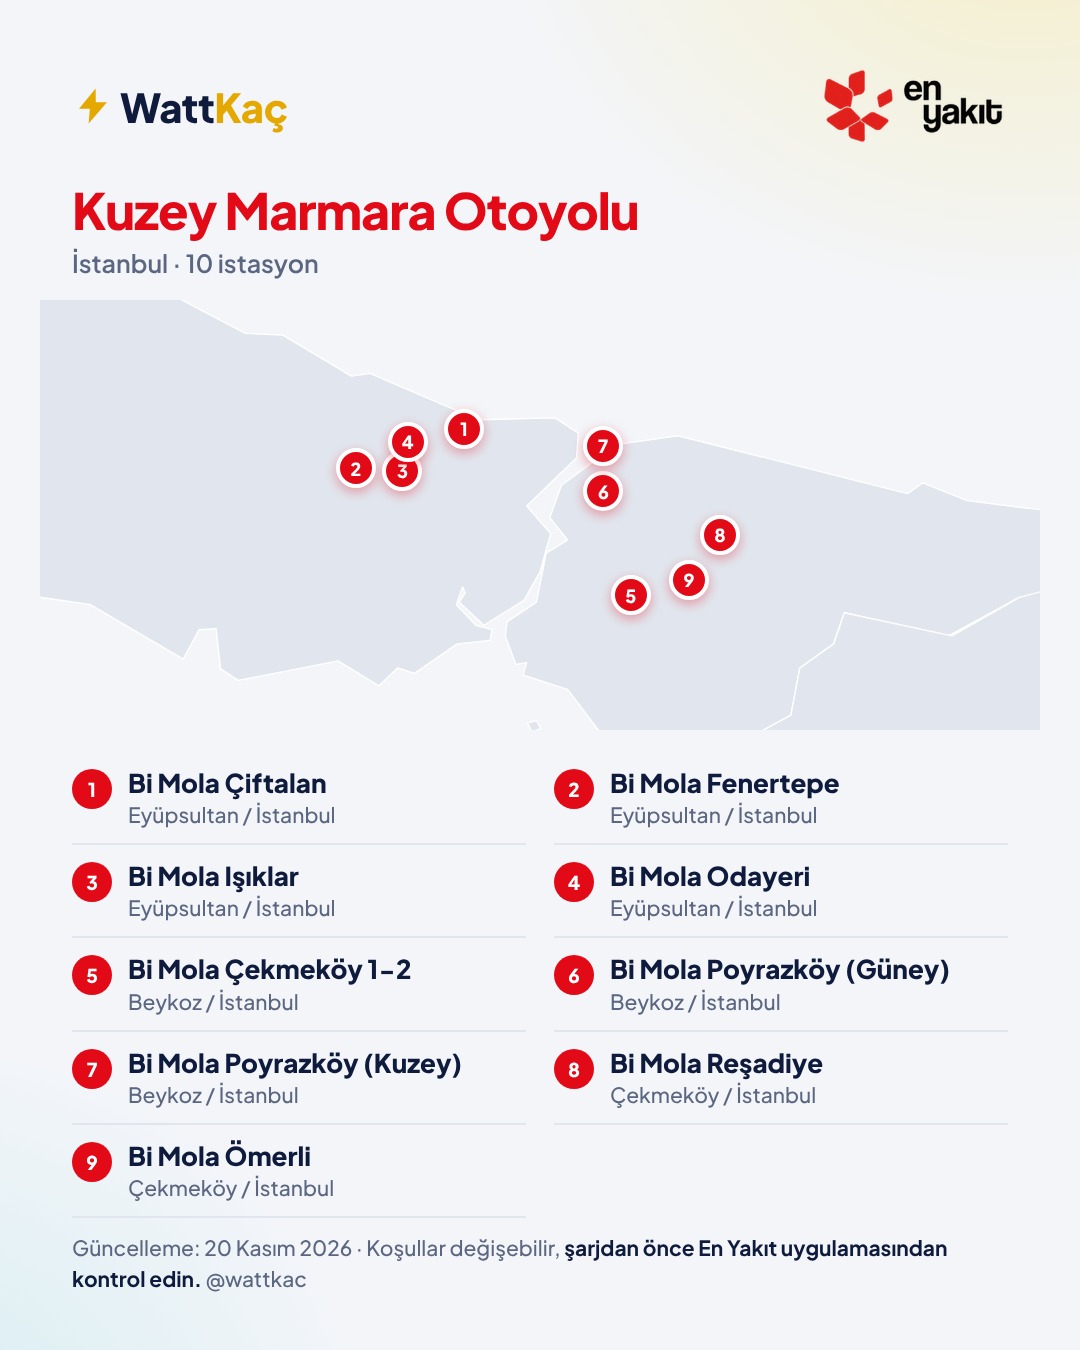 WattKaç
en
yakıt
Kuzey Marmara Otoyolu
İstanbul · 10 istasyon
1
7
4
2
3
6
8
9
5
1 Bi Mola Çiftalan
Eyüpsultan / İstanbul
2 Bi Mola Fenertepe
Eyüpsultan / İstanbul
3 Bi Mola Işıklar
Eyüpsultan / İstanbul
4 Bi Mola Odayeri
Eyüpsultan / İstanbul
5 Bi Mola Çekmeköy 1-2
Beykoz / İstanbul
6 Bi Mola Poyrazköy (Güney)
Beykoz / İstanbul
7 Bi Mola Poyrazköy (Kuzey)
Beykoz / İstanbul
8 Bi Mola Reşadiye
Çekmeköy / İstanbul
9 Bi Mola Ömerli
Çekmeköy / İstanbul
Güncelleme: 20 Kasım 2026 · Koşullar değişebilir, şarjdan önce En Yakıt uygulamasından
kontrol edin. @wattkac